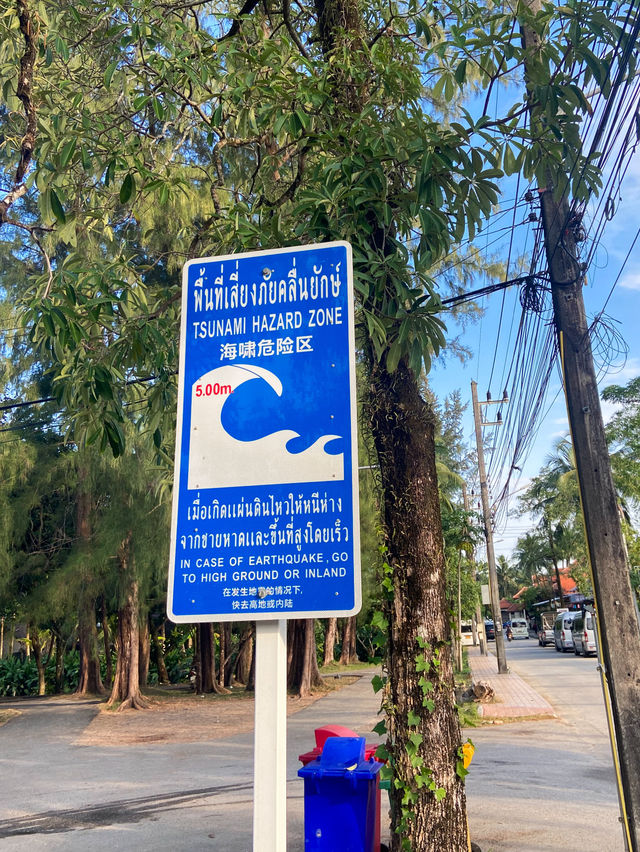 พื้นที่เสี่ยงภัยคลื่นยักษ์
TSUNAMI HAZARD ZONE
海啸危险区
5.00m.
เมื่อเกิดแผ่นดินไหวให้หนีห่าง
จากชายหาดและขึ้นที่สูงโดยเร็ว
IN CASE OF EARTHQUAKE, GO
TO HIGH GROUND OR INLAND
在发生地震的情况下,
快去高地或内陆